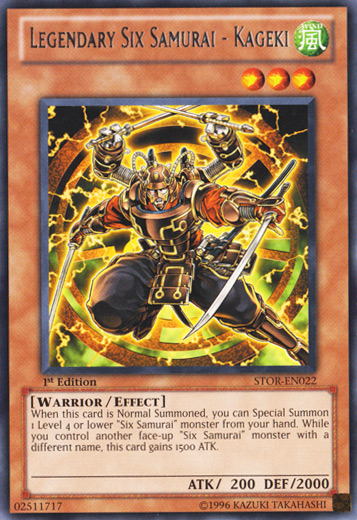 Legendary Six Samurai - Kageki
WIND
風
1st Edition
STOR-EN022
[Warrior/Effect]
When this card is Normal Summoned, you can Special Summon
1 Level 4 or lower "Six Samurai" monster from your hand. While
you control another face-up "Six Samurai" monster with a
different name, this card gains 1500 ATK.
ATK/ 200 DEF/2000
02511717
©1996 KAZUKI TAKAHASHI